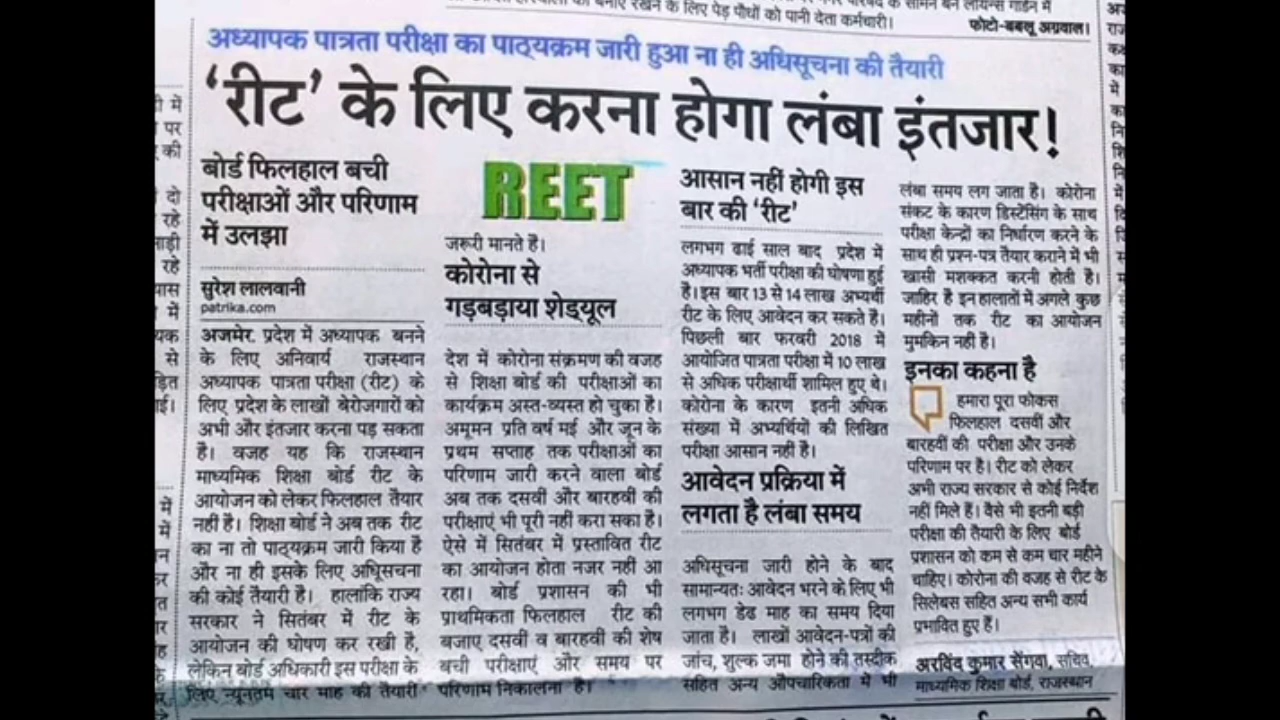 को बनाए रखने के लिए पेड़ पौधों को पानी देता कर्मचारी।
फोटो-बबलू अग्रवाल।
अध्यापक पात्रता परीक्षा का पाठ्यक्रम जारी हुआ ना ही अधिसूचना की तैयारी
‘रीट’ के लिए करना होगा लंबा इंतजार!
बोर्ड फिलहाल बची
परीक्षाओं और परिणाम
में उलझा
सुरेश लालवानी
patrika.com
अजमेर. प्रदेश में अध्यापक बनने
के लिए अनिवार्य राजस्थान
अध्यापक पात्रता परीक्षा (रीट) के
लिए प्रदेश के लाखों बेरोजगारों को
अभी और इंतजार करना पड़ सकता
है। वजह यह कि राजस्थान
माध्यमिक शिक्षा बोर्ड रीट के
आयोजन को लेकर फिलहाल तैयार
नहीं है। शिक्षा बोर्ड ने अब तक रीट
का ना तो पाठ्यक्रम जारी किया है
और ना ही इसके लिए अधिसूचना
की कोई तैयारी है। हालांकि राज्य
सरकार ने सितंबर में रीट के
आयोजन की घोषण कर रखी है,
लेकिन बोर्ड अधिकारी इस परीक्षा के
लिए न्यूनतम चार माह की तैयारी
REET
जरूरी मानते हैं।
कोरोना से
गड़बड़ाया शेड्यूल
देश में कोरोना संक्रमण की वजह
से शिक्षा बोर्ड की परीक्षाओं का
कार्यक्रम अस्त-व्यस्त हो चुका है।
अमूमन प्रति वर्ष मई और जून के
प्रथम सप्ताह तक परीक्षाओं का
परिणाम जारी करने वाला बोर्ड
अब तक दसवीं और बारहवीं की
परीक्षाएं भी पूरी नहीं करा सका है।
ऐसे में सितंबर में प्रस्तावित रीट
का आयोजन होता नजर नहीं आ
रहा। बोर्ड प्रशासन की भी
प्राथमिकता फिलहाल रीट की
बजाए दसवीं व बारहवीं की शेष
बची परीक्षाएं और समय पर
परिणाम निकालना है।
आसान नहीं होगी इस
बार की ‘रीट’
लगभग ढाई साल बाद प्रदेश में
अध्यापक भर्ती परीक्षा की घोषणा हुई
है। इस बार 13 से 14 लाख अभ्यर्थी
रीट के लिए आवेदन कर सकते हैं।
पिछली बार फरवरी 2018 में
आयोजित पात्रता परीक्षा में 10 लाख
से अधिक परीक्षार्थी शामिल हुए थे।
कोरोना के कारण इतनी अधिक
संख्या में अभ्यर्थियों की लिखित
परीक्षा आसान नहीं है।
आवेदन प्रक्रिया में
लगता है लंबा समय
अधिसूचना जारी होने के बाद
सामान्यतः आवेदन भरने के लिए भी
लगभग डेढ माह का समय दिया
जाता है। लाखों आवेदन-पत्रों की
जांच, शुल्क जमा होने की तस्दीक
सहित अन्य औपचारिकता में भी
लंबा समय लग जाता है। कोरोना
संकट के कारण डिस्टेंसिंग के साथ
परीक्षा केन्द्रों का निर्धारण करने के
साथ ही प्रश्न-पत्र तैयार कराने में भी
खासी मशक्कत करनी होती है।
जाहिर है इन हालातों में अगले कुछ
महीनों तक रीट का आयोजन
मुमकिन नहीं है।
इनका कहना है
हमारा पूरा फोकस
फिलहाल दसवीं और
बारहवीं की परीक्षा और उनके
परिणाम पर है। रीट को लेकर
अभी राज्य सरकार से कोई निर्देश
नहीं मिले हैं। वैसे भी इतनी बड़ी
परीक्षा की तैयारी के लिए बोर्ड
प्रशासन को कम से कम चार महीने
चाहिए। कोरोना की वजह से रीट के
सिलेबस सहित अन्य सभी कार्य
प्रभावित हुए हैं।
अरविंद कुमार सेंगवा, सचिव,
माध्यमिक शिक्षा बोर्ड, राजस्थान